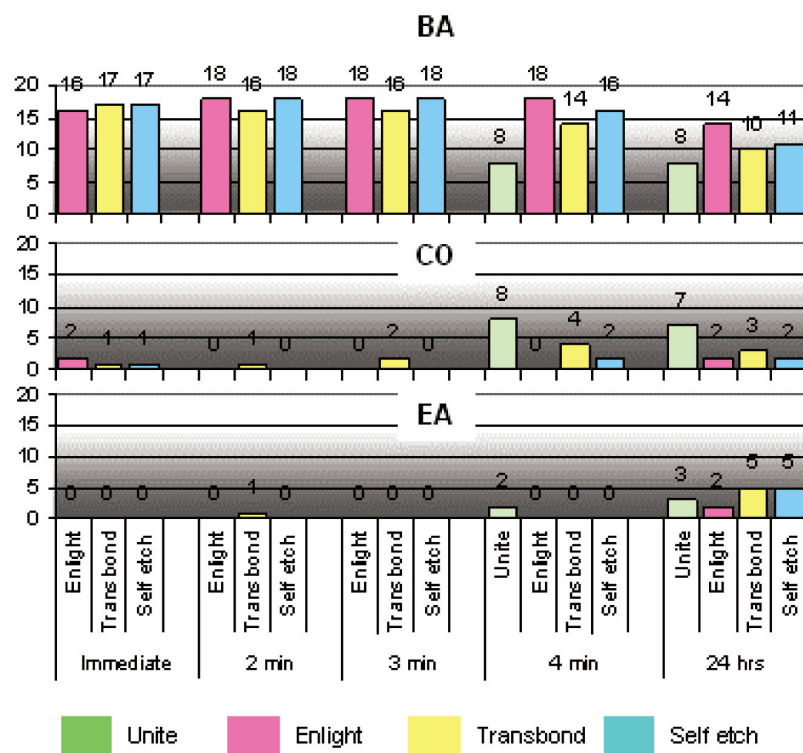 BA
16 17 17 18 16 18 18 16 18 8 18 14 16 8 14 10 11
20
15
10
5
0
CO
2 1 1 0 1 0 0 2 0 8 0 4 2 7 2 3 2
20
15
10
5
0
EA
0 0 0 0 1 0 0 0 0 2 0 0 0 3 2 5 5
20
15
10
5
0
Enlight Transbond Self etch Enlight Transbond Self etch Enlight Transbond Self etch Unite Enlight Transbond Self etch Unite Enlight Transbond Self etch
Immediate 2 min 3 min 4 min 24 hrs
Unite Enlight Transbond Self etch